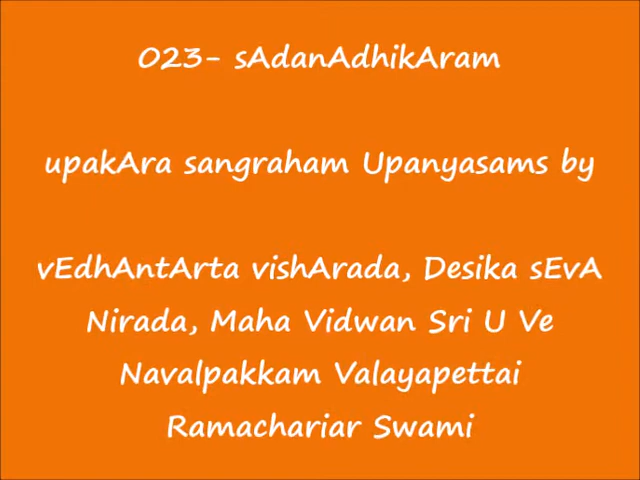 023- sAdanAdhikAram
upakAra sangraham Upanyasams by
vEdhAntArta vishArada, Desika sEvA
Nirada, Maha Vidwan Sri U Ve
Navalpakkam Valayapettai
Ramachariar Swami